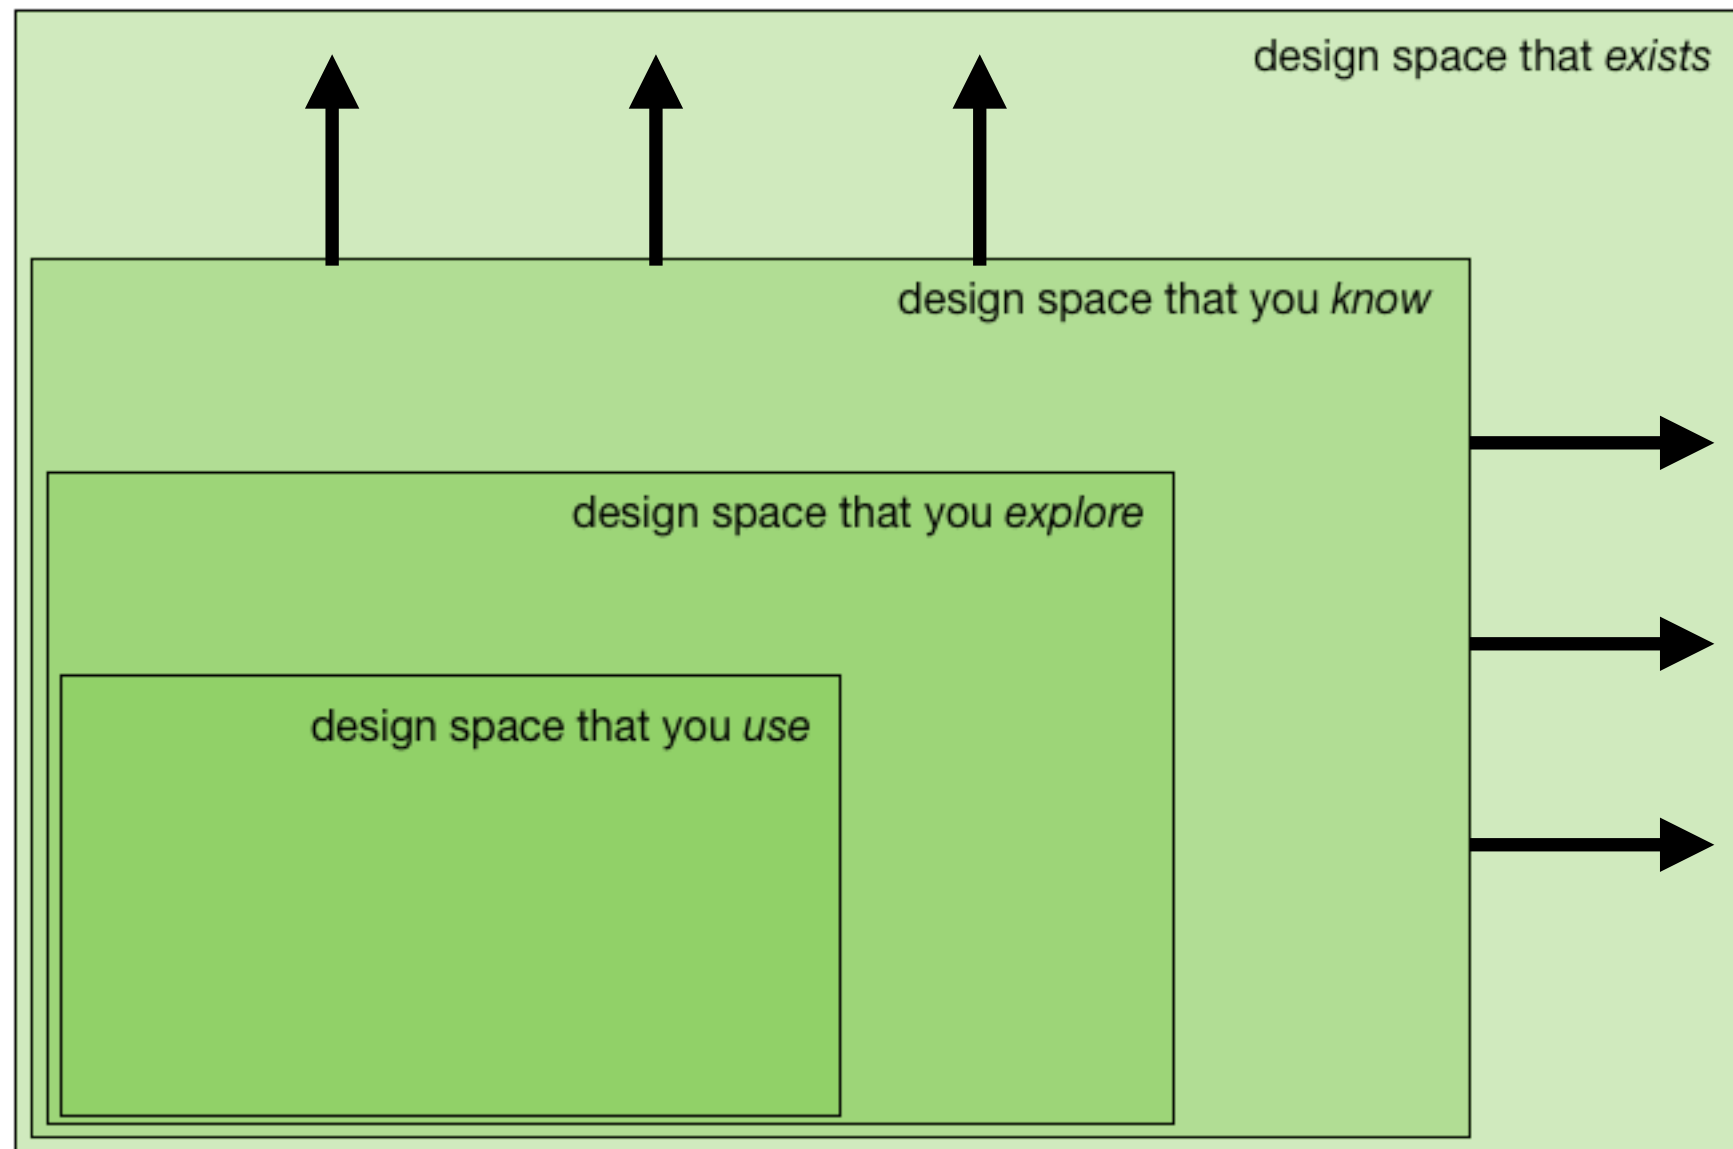 design space that exists
design space that you know
design space that you explore
design space that you use